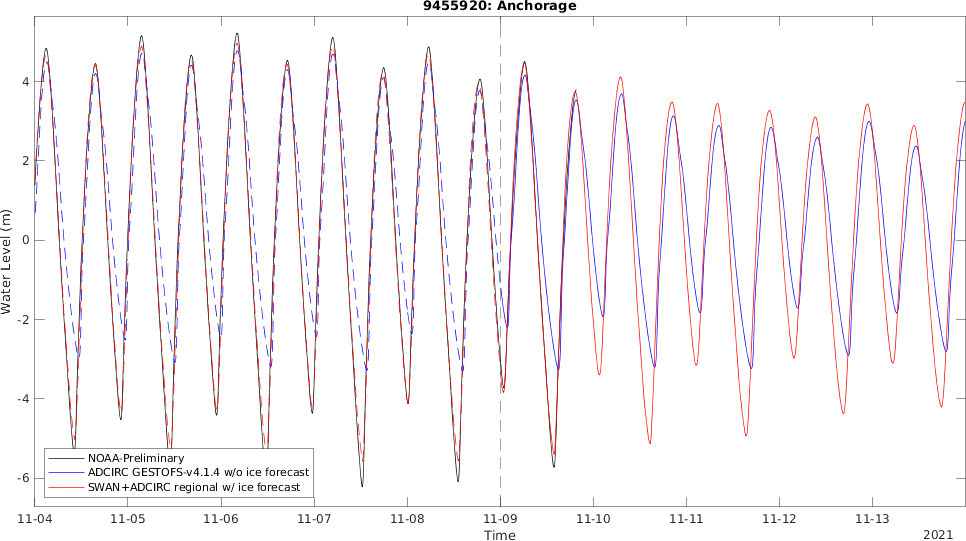 9455920: Anchorage
Water Level (m)
4
2
0
-2
-4
-6
NOAA-Preliminary
ADCIRC GESTOFS-v4.1.4 w/o ice forecast
SWAN+ADCIRC regional w/ ice forecast
11-04
11-05
11-06
11-07
11-08
11-09
11-10
11-11
11-12
11-13
Time
2021